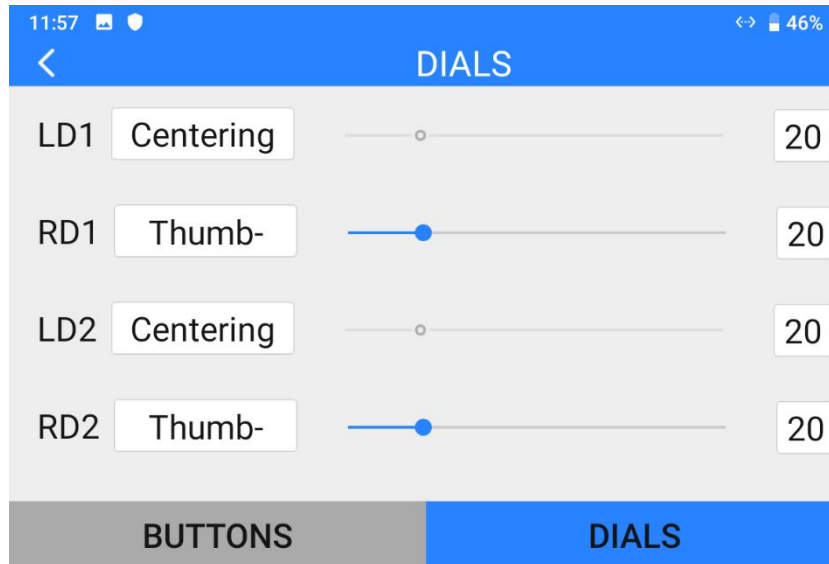 11:57 46%
DIALS
LD1 Centering 20
RD1 Thumb- 20
LD2 Centering 20
RD2 Thumb- 20
BUTTONS DIALS